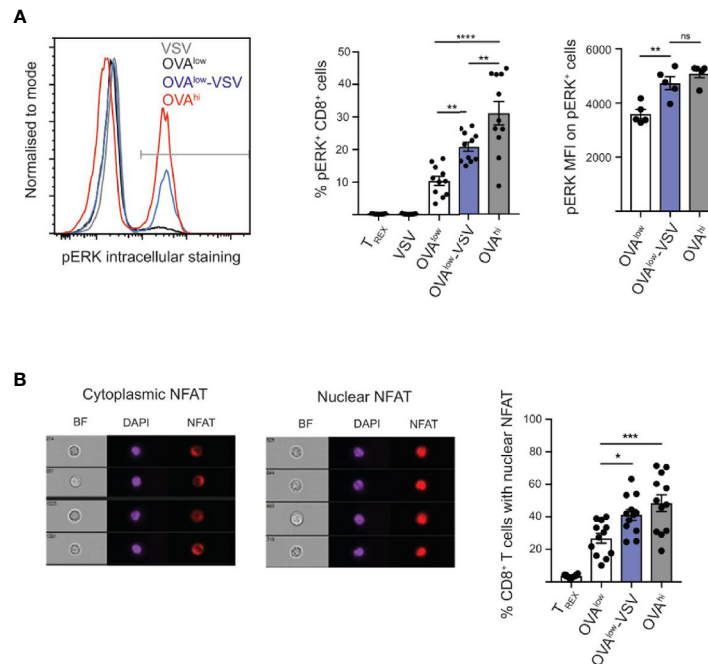 A
VSV
OVAlow
OVAlow-VSV
OVAhi
Normalised to mode
pERK intracellular staining
% pERK+ CD8+ cells
50
40
30
20
10
0
****
**
**
TREX
VSV
OVAlow
OVAlow-VSV
OVAhi
pERK MFI on pERK+ cells
6000
4000
2000
0
**
ns
OVAlow
OVAlow-VSV
OVAhi
B
Cytoplasmic NFAT
BF DAPI NFAT
Nuclear NFAT
BF DAPI NFAT
% CD8+ T cells with nuclear NFAT
100
80
60
40
20
0
***
*
TREX
OVAlow
OVAlow-VSV
OVAhi